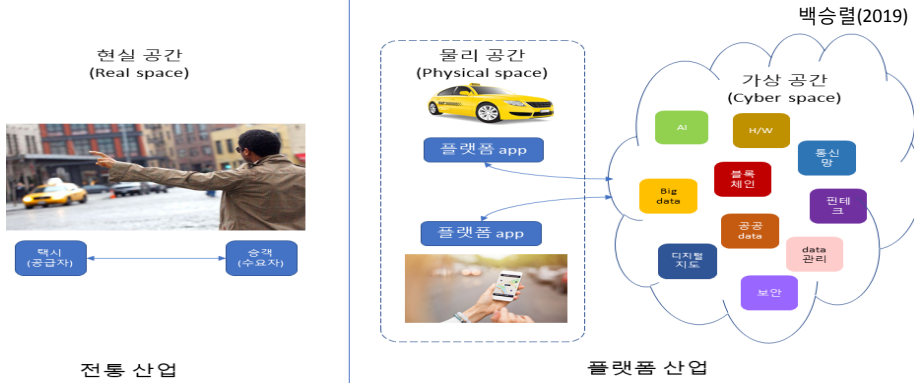 백승렬(2019)
현실 공간
(Real space)
택시
(공급자)
승객
(수요자)
전통 산업
물리 공간
(Physical space)
플랫폼 app
플랫폼 app
가상 공간
(Cyber space)
AI
H/W
통신
망
블록
체인
Big
data
핀테
크
공공
data
data
관리
디지털
지도
보안
플랫폼 산업